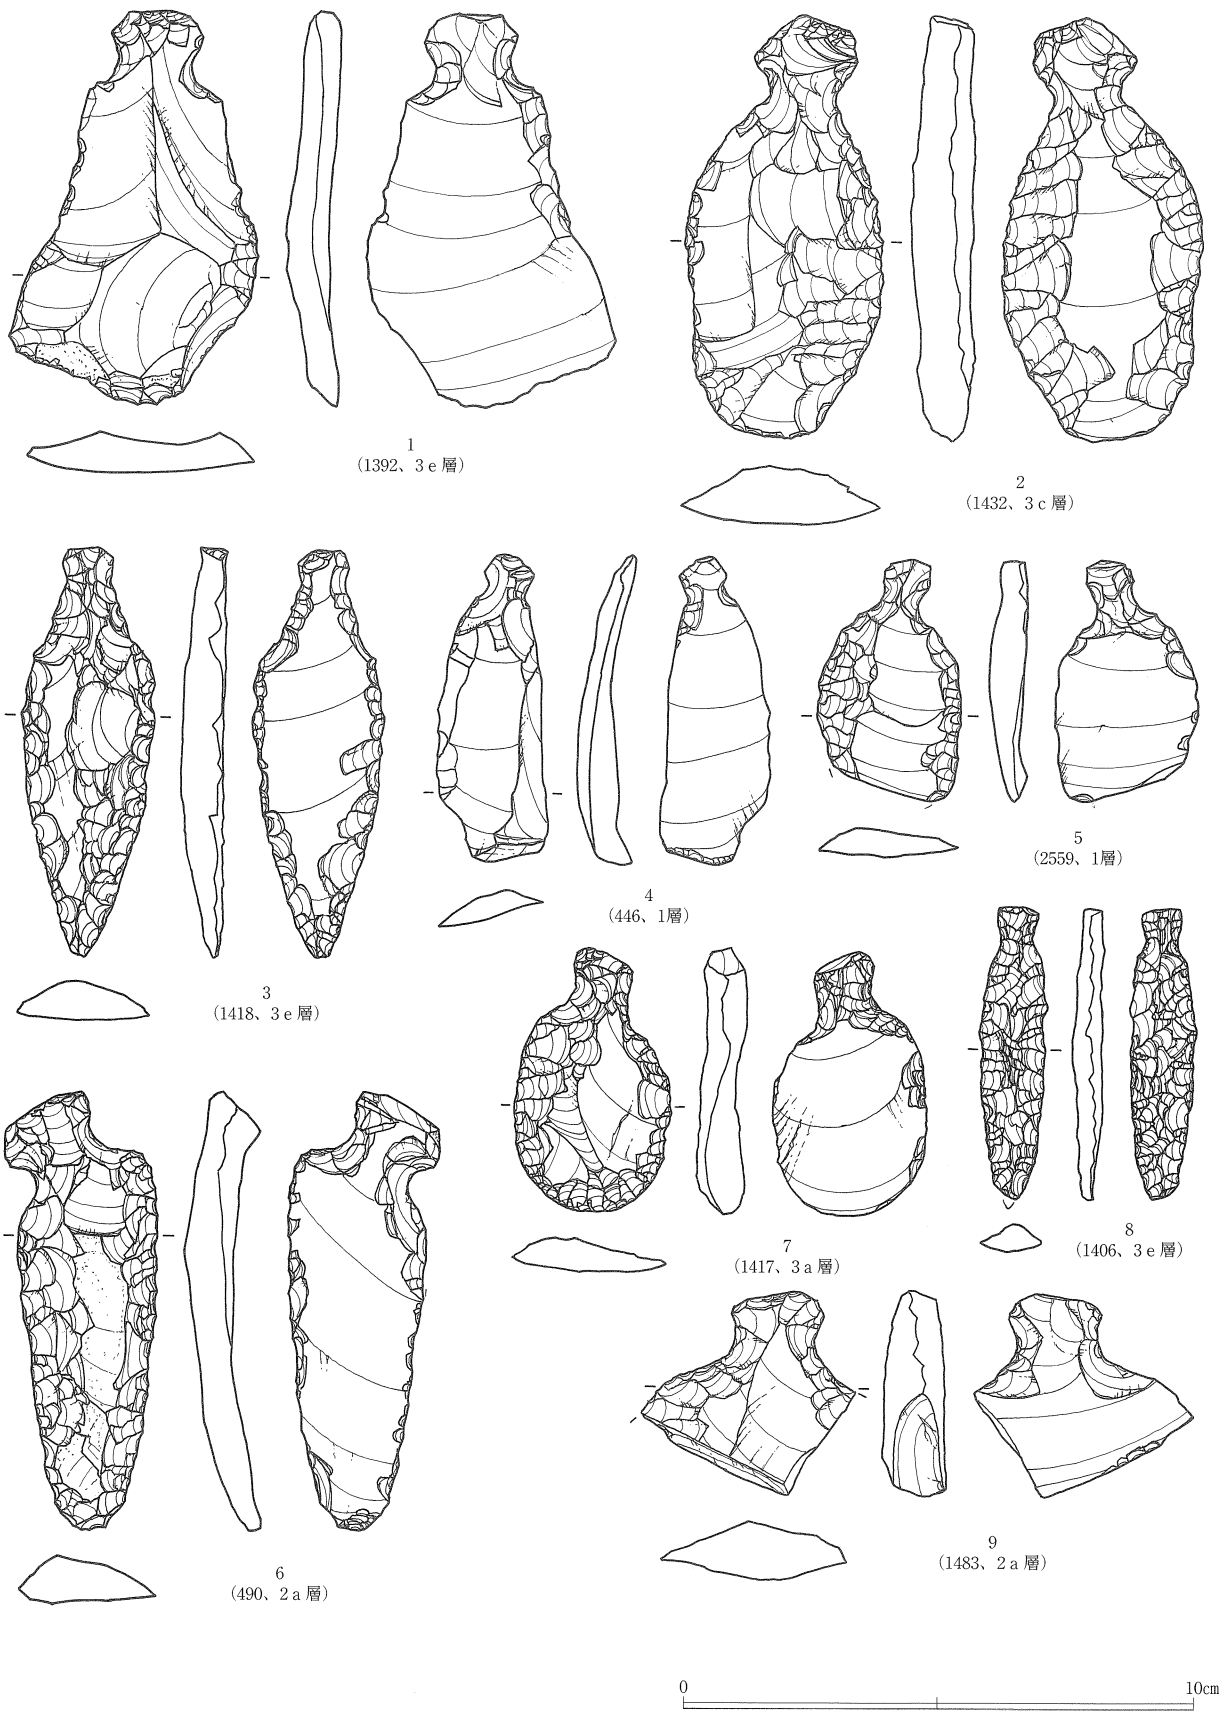 1
（1392、3 e 層）
2
（1432、3 c 層）
3
（1418、3 e 層）
4
（446、1層）
5
（2559、1層）
6
（490、2 a 層）
7
（1417、3 a 層）
8
（1406、3 e 層）
9
（1483、2 a 層）
0 10cm